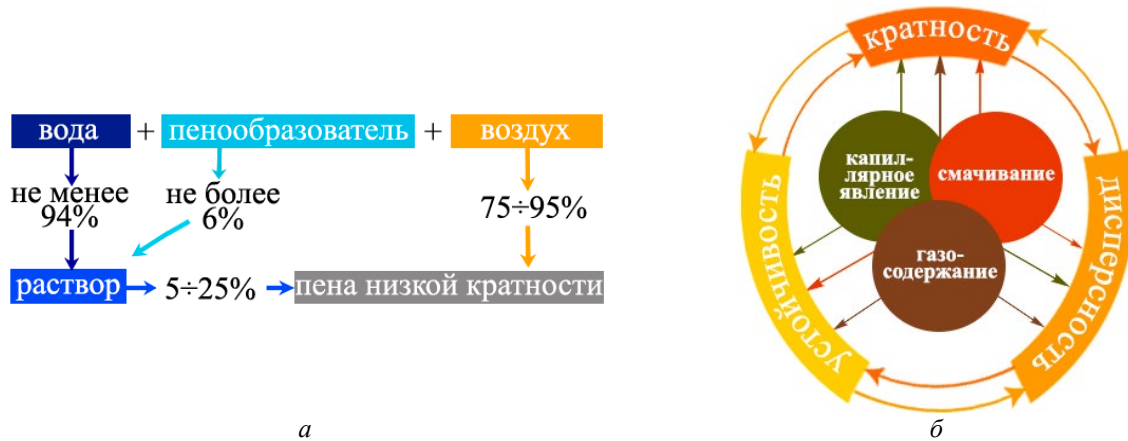 вода + пенообразователь + воздух
не менее 94%
не более 6%
75÷95%
раствор 5÷25% пена низкой кратности
а
кратность
капил-
лярное
явление
смачивание
газо-
содержание
устойчивость
дисперсность
б